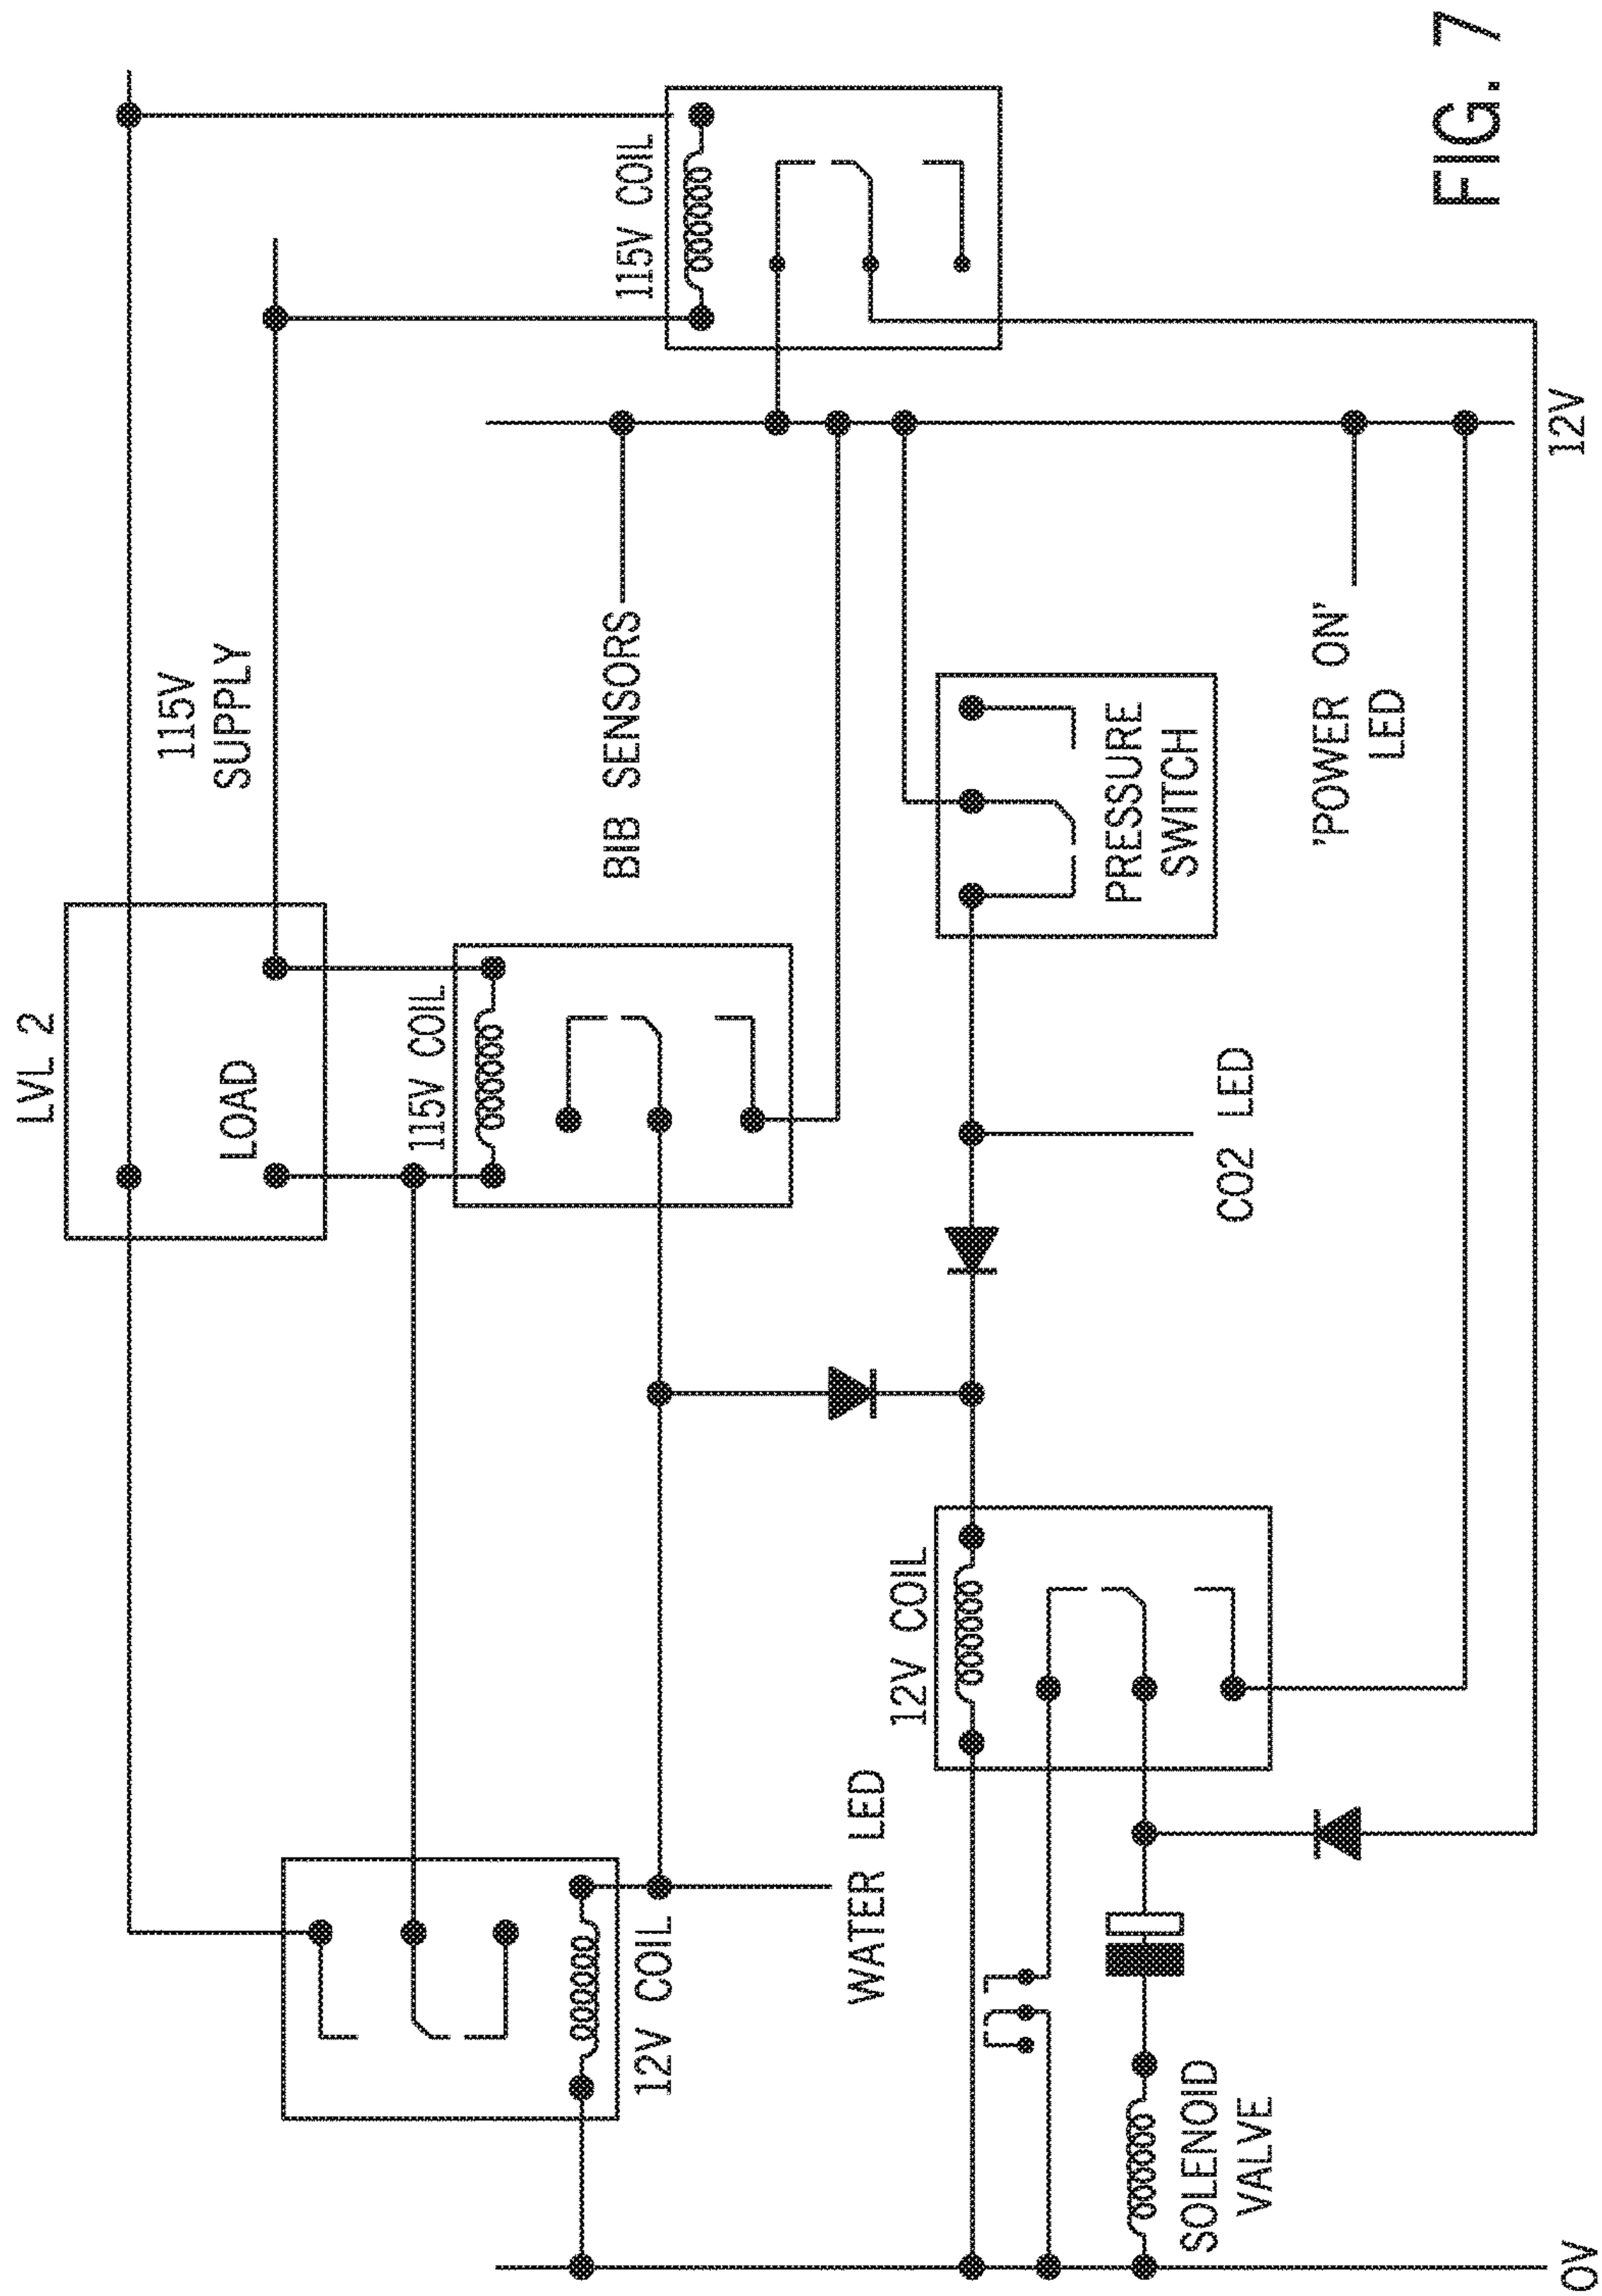 LVL 2
115V
SUPPLY
LOAD
115V COIL
115V COIL
BIB SENSORS
12V COIL
WATER LED
12V COIL
PRESSURE
SWITCH
CO2 LED
'POWER ON'
LED
SOLENOID
VALVE
0V
12V
FIG. 7